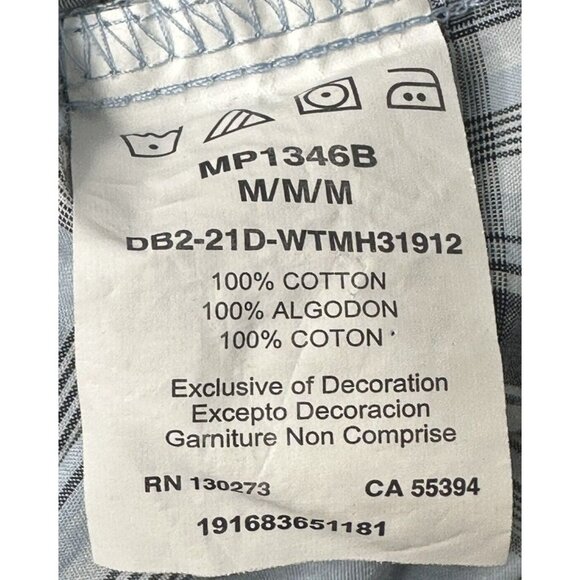 MP1346B
M/M/M
DB2-21D-WTMH31912
100% COTTON
100% ALGODON
100% COTON
Exclusive of Decoration
Excepto Decoracion
Garniture Non Comprise
RN 130273 CA 55394
191683651181